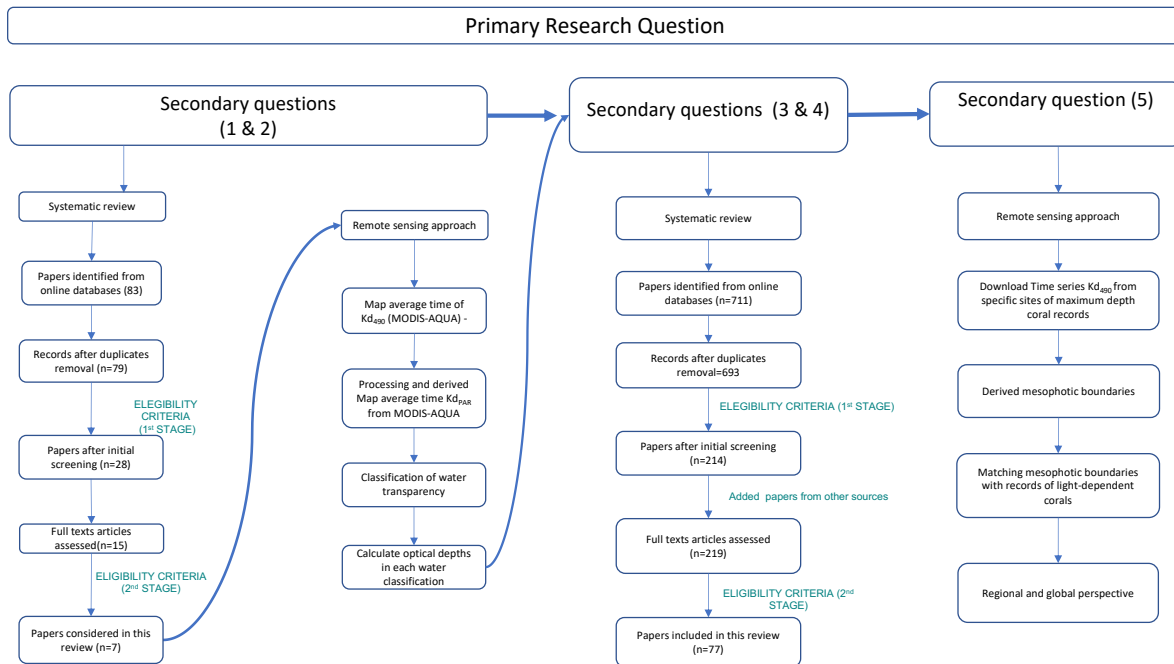 Primary Research Question
Secondary questions
(1 & 2)
Systematic review
Papers identified from
online databases (83)
Records after duplicates
removal (n=79)
ELEGIBILITY
CRITERIA
(1st STAGE)
Papers after initial
screening (n=28)
Full texts articles
assessed(n=15)
ELIGIBILITY CRITERIA
(2nd STAGE)
Papers considered in this
review (n=7)
Remote sensing approach
Map average time of
Kd490 (MODIS-AQUA) -
Processing and derived
Map average time KdPAR
from MODIS-AQUA
Classification of water
transparency
Calculate optical depths
in each water
classification
Secondary questions (3 & 4)
Systematic review
Papers identified from online
databases (n=711)
Records after duplicates
removal=693
ELEGIBILITY CRITERIA (1st STAGE)
Papers after initial screening
(n=214)
Added papers from other sources
Full texts articles assessed
(n=219)
ELIGIBILITY CRITERIA (2nd
STAGE)
Papers included in this review
(n=77)
Secondary question (5)
Remote sensing approach
Download Time series Kd490 from
specific sites of maximum depth
coral records
Derived mesophotic boundaries
Matching mesophotic boundaries
with records of light-dependent
corals
Regional and global perspective